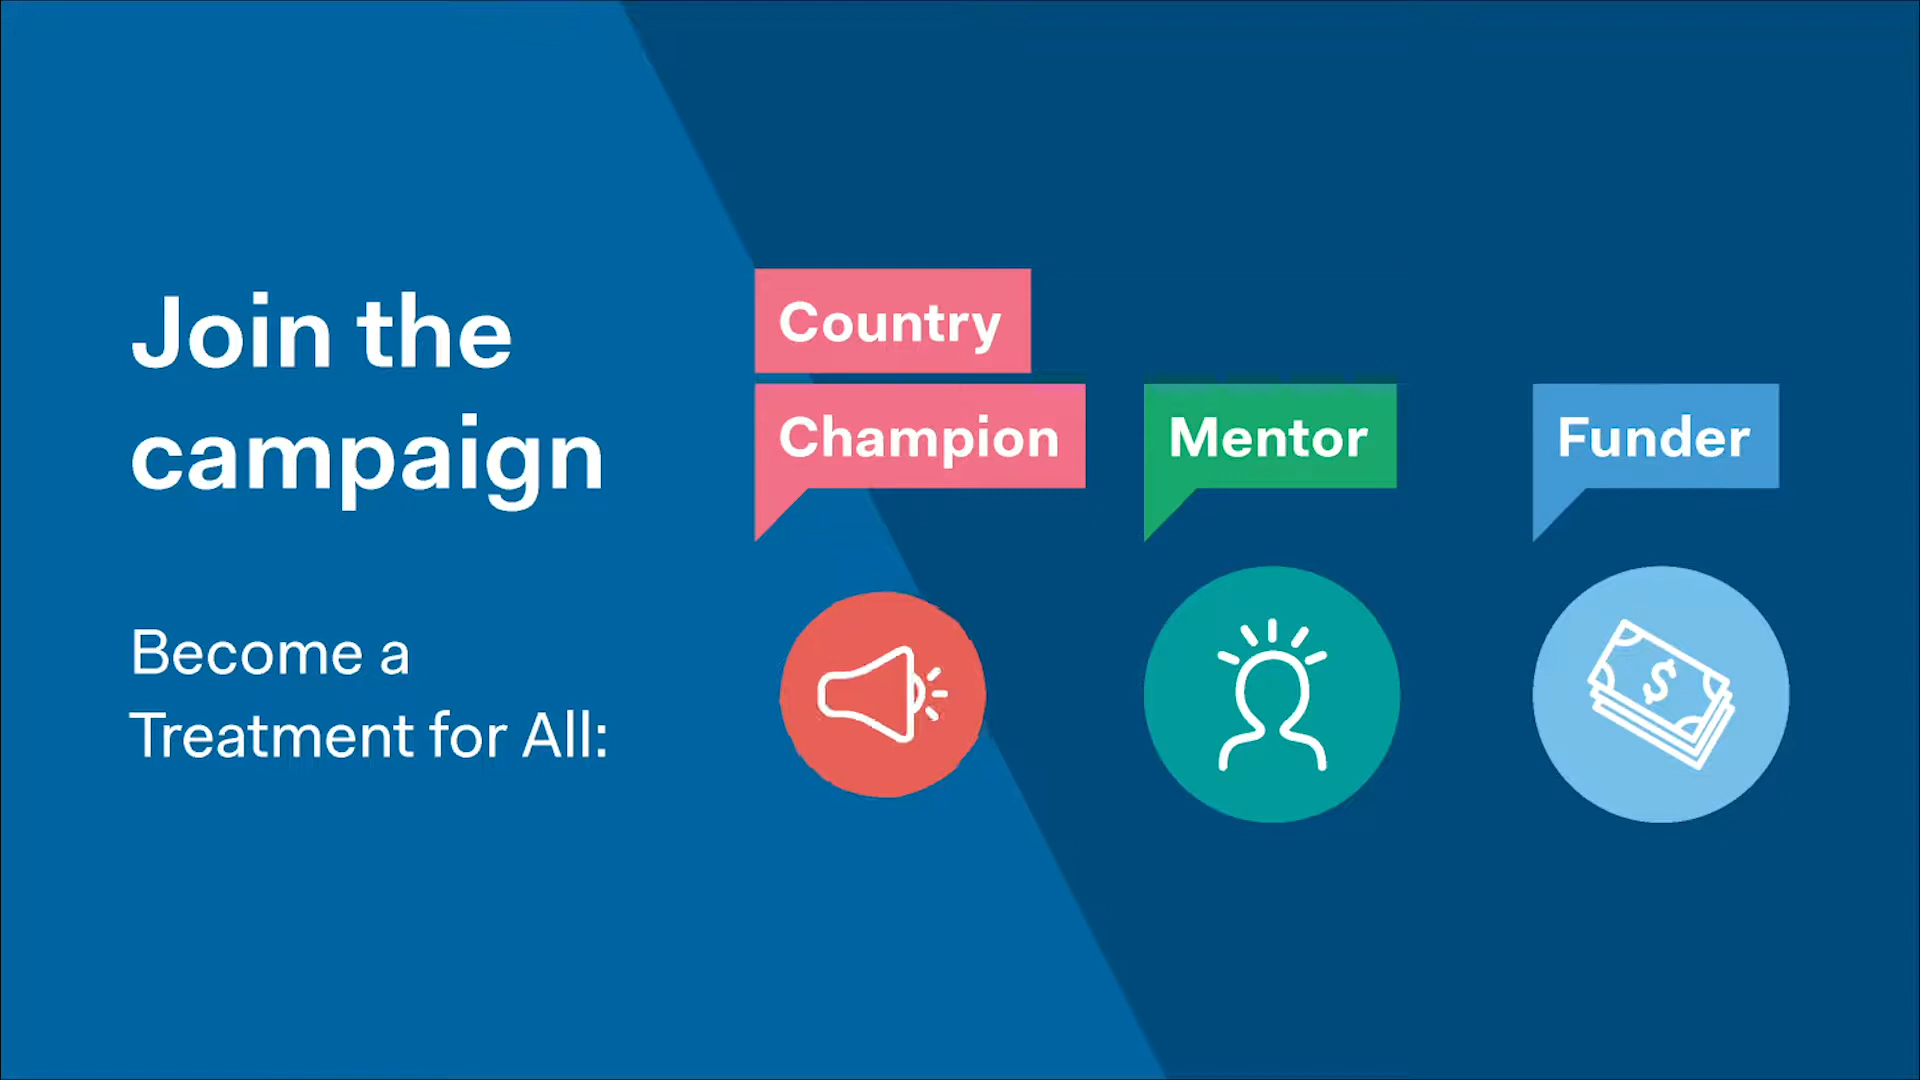 Join the
campaign
Become a
Treatment for All:
Country
Champion
Mentor
Funder
$